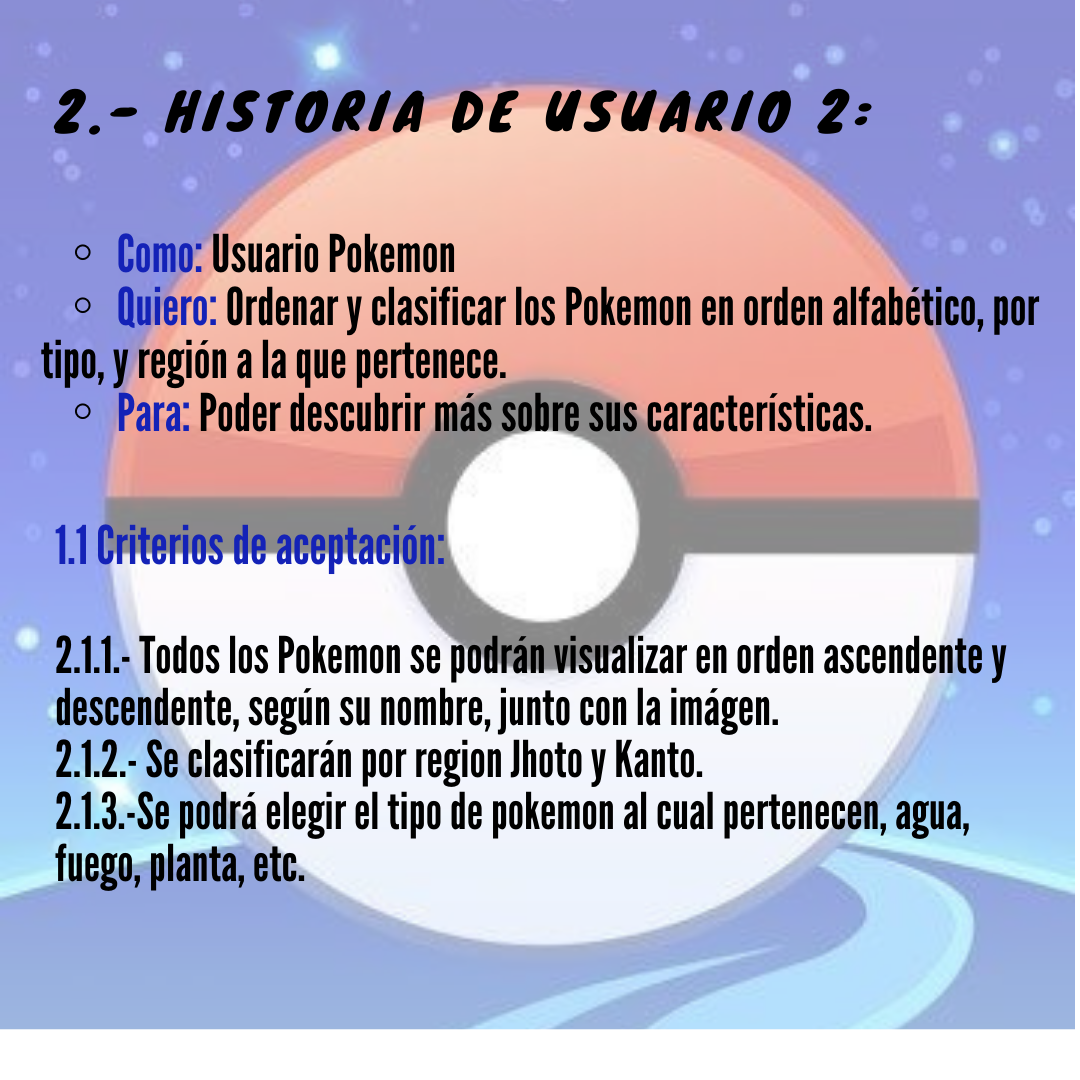 2.- HISTORIA DE USUARIO 2:
Como: Usuario Pokemon
Quiero: Ordenar y clasificar los Pokemon en orden alfabético, por
tipo, y región a la que pertenece.
Para: Poder descubrir más sobre sus características.
1.1 Criterios de aceptación:
2.1.1.- Todos los Pokemon se podrán visualizar en orden ascendente y
descendente, según su nombre, junto con la imágen.
2.1.2.- Se clasificarán por region Jhoto y Kanto.
2.1.3.-Se podrá elegir el tipo de pokemon al cual pertenecen, agua,
fuego, planta, etc.